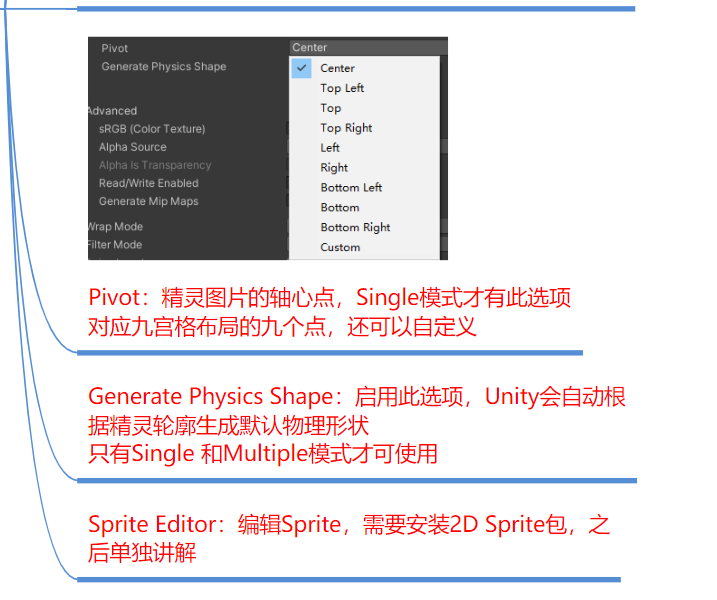 Pivot
Center
Generate Physics Shape
Center
Top Left
Top
Top Right
Left
Right
Bottom Left
Bottom
Bottom Right
Custom
Advanced
sRGB (Color Texture)
Alpha Source
Alpha Is Transparency
Read/Write Enabled
Generate Mip Maps
Wrap Mode
Filter Mode
Pivot：精灵图片的轴心点，Single模式才有此选项
对应九宫格布局的九个点，还可以自定义
Generate Physics Shape：启用此选项，Unity会自动根
据精灵轮廓生成默认物理形状
只有Single 和Multiple模式才可使用
Sprite Editor：编辑Sprite，需要安装2D Sprite包，之
后单独讲解